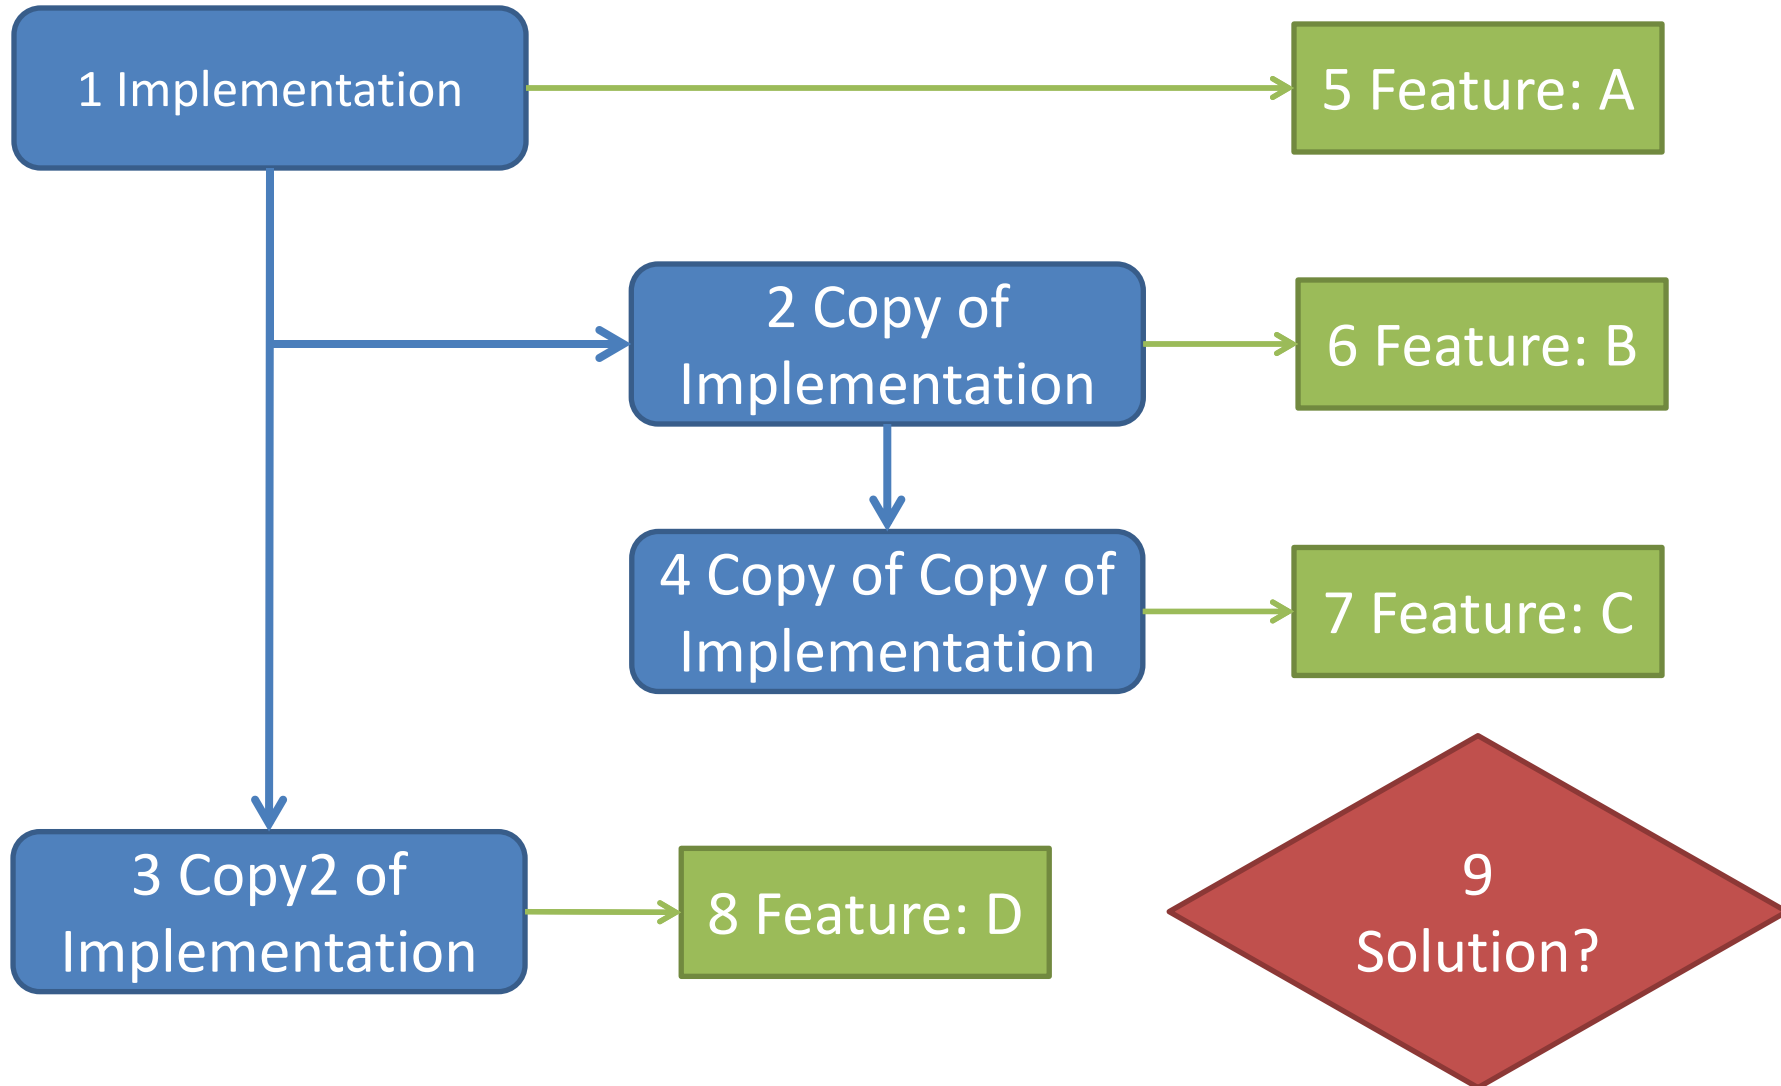 1 Implementation
5 Feature: A
2 Copy of
Implementation
6 Feature: B
4 Copy of Copy of
Implementation
7 Feature: C
3 Copy2 of
Implementation
8 Feature: D
9
Solution?